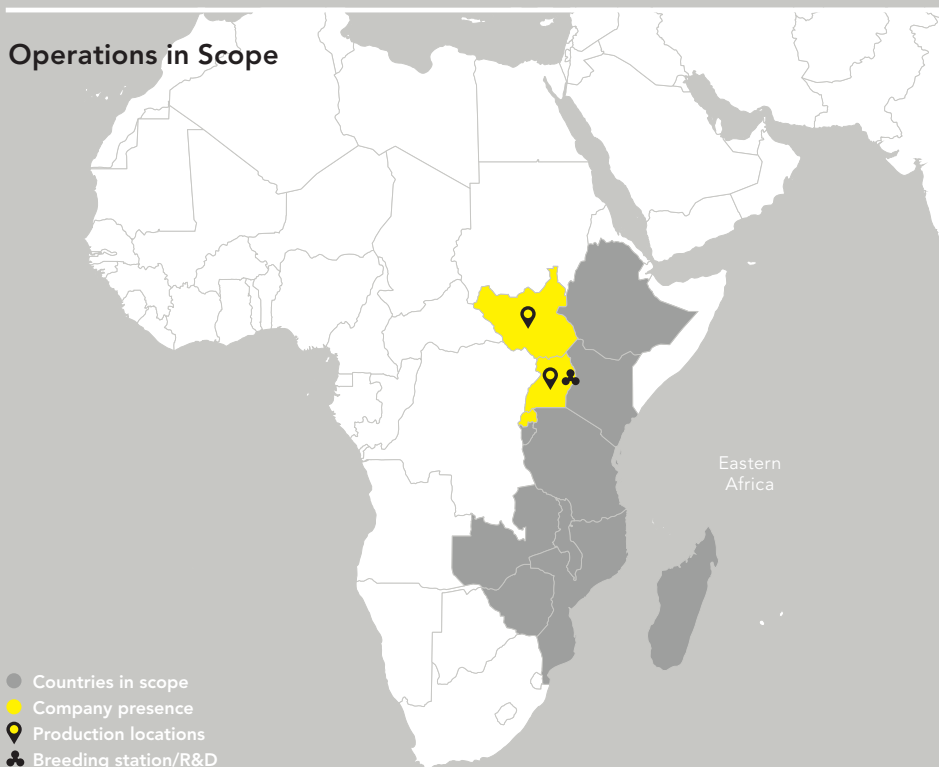 Operations in Scope
Eastern
Africa
Countries in scope
Company presence
Production locations
Breeding station/R&D